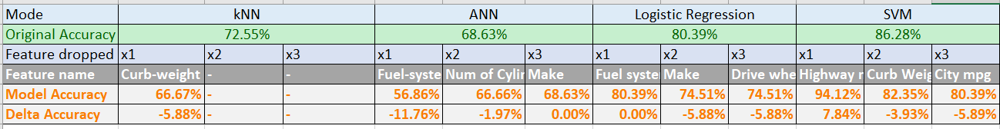 Mode kNN ANN Logistic Regression SVM
Original Accuracy 72.55% 68.63% 80.39% 86.28%
Feature dropped x1 x2 x3 x1 x2 x3 x1 x2 x3 x1 x2 x3
Feature name Curb-weight - - Fuel-syste Num of Cylin Make Fuel syste Make Drive whe Highway r Curb Weig City mpg
Model Accuracy 66.67% - - 56.86% 66.66% 68.63% 80.39% 74.51% 74.51% 94.12% 82.35% 80.39%
Delta Accuracy -5.88% - - -11.76% -1.97% 0.00% 0.00% -5.88% -5.88% 7.84% -3.93% -5.89%